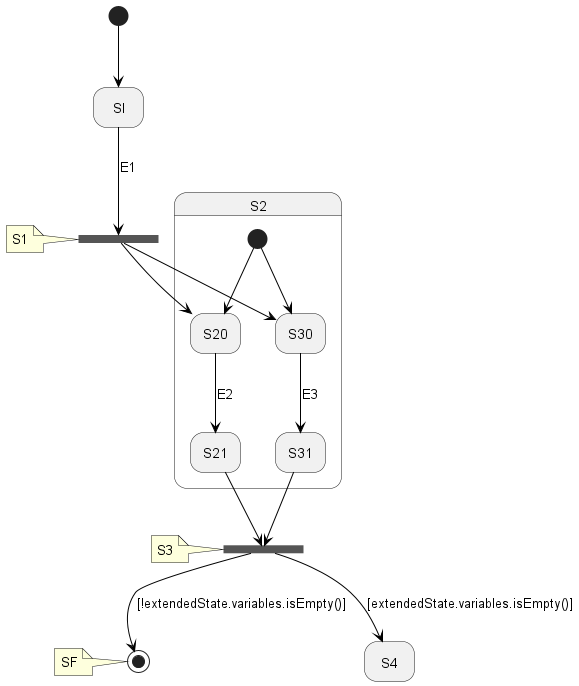 SI
E1
S2
S1
S20
S30
E2
E3
S21
S31
S3
[!extendedState.variables.isEmpty()]
[extendedState.variables.isEmpty()]
SF
S4